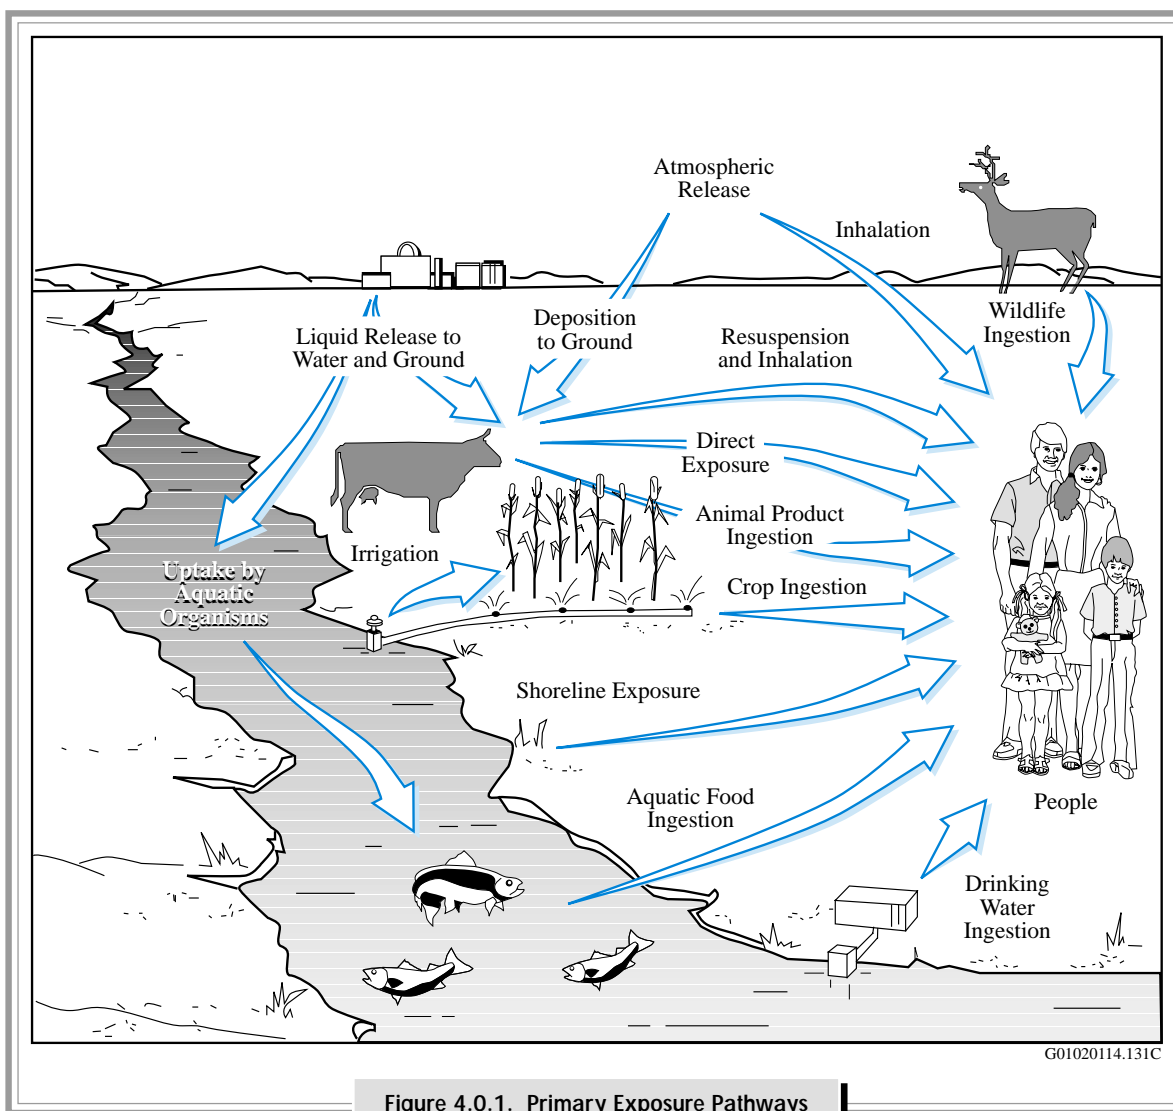 Atmospheric
Release
Inhalation
Wildlife
Ingestion
Liquid Release to
Water and Ground
Deposition
to Ground
Resuspension
and Inhalation
Direct
Exposure
Animal Product
Ingestion
Irrigation
Uptake by
Aquatic
Organisms
Crop Ingestion
Shoreline Exposure
Aquatic Food
Ingestion
People
Drinking
Water
Ingestion
G01020114.131C
Figure 4.0.1. Primary Exposure Pathways